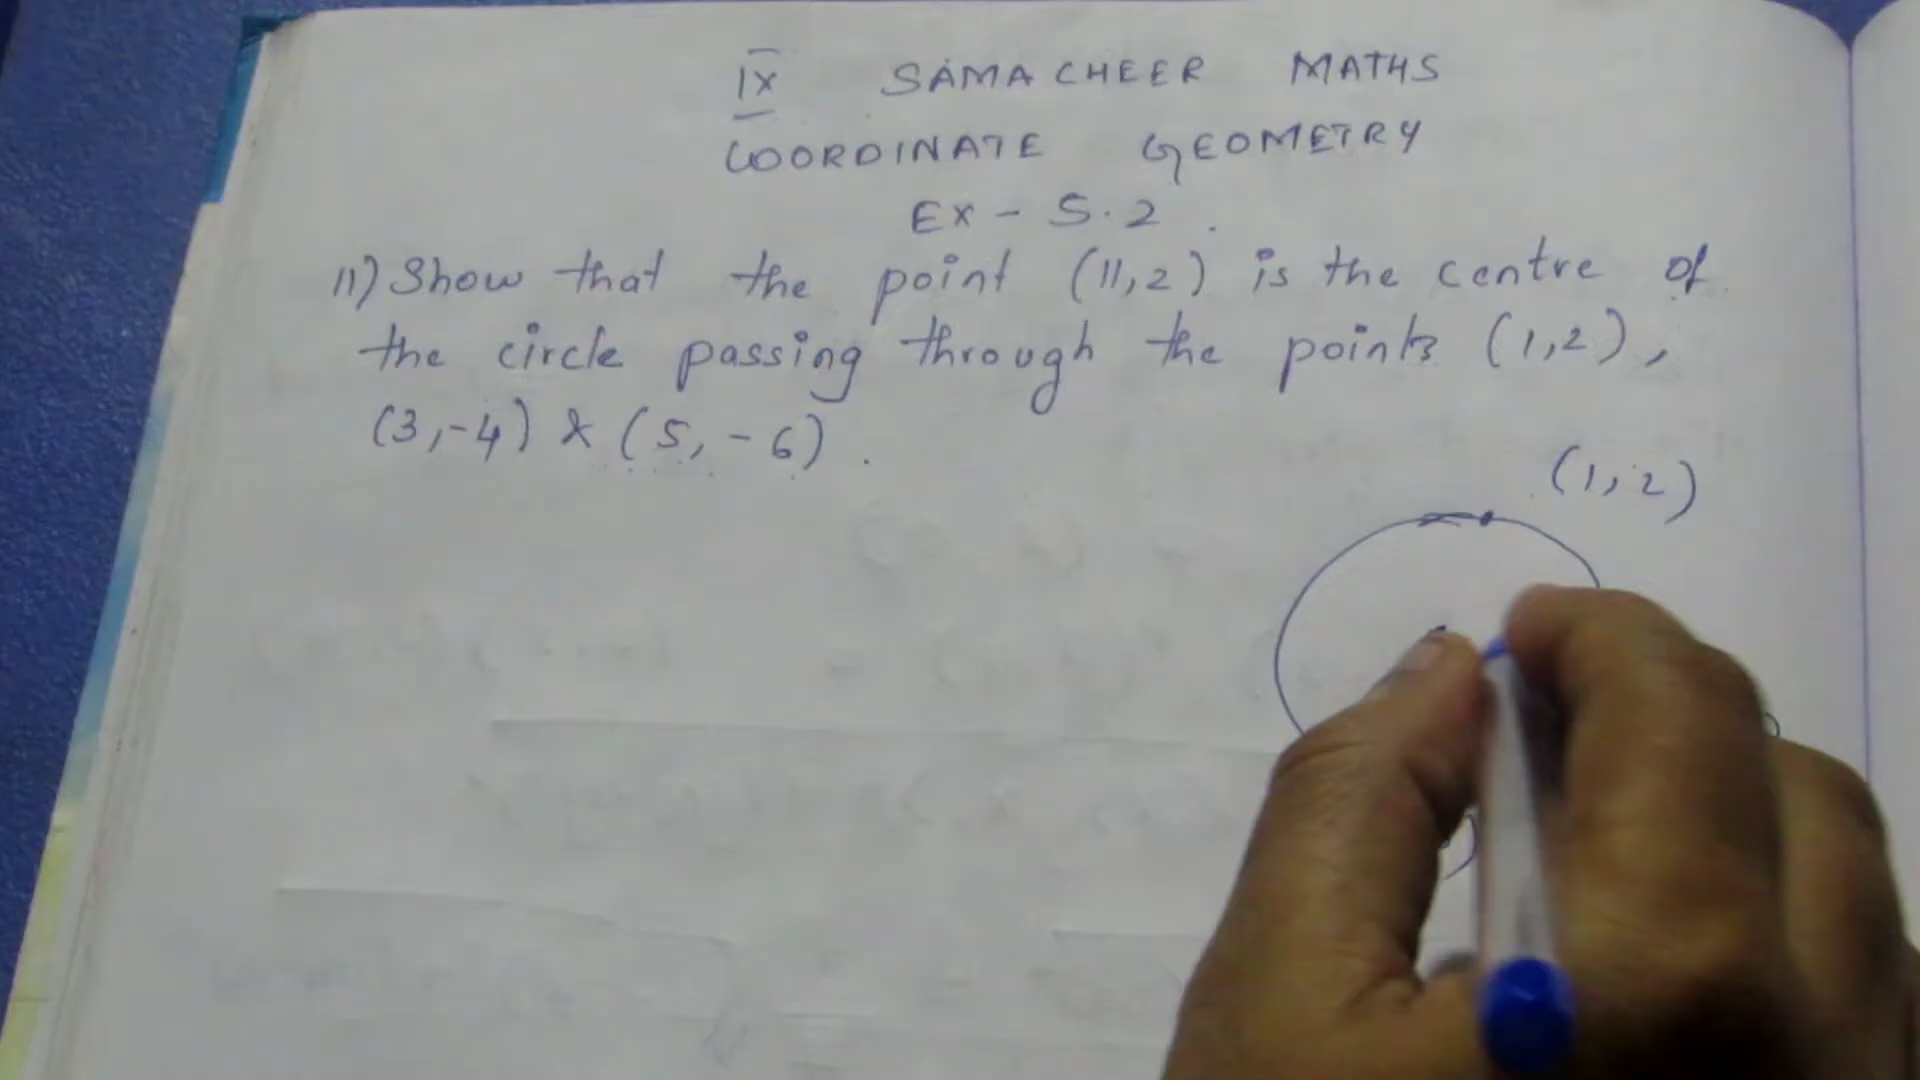 IX SAMACHEER MATHS
COORDINATE GEOMETRY
EX - 5.2.
11) Show that the point (11,2) is the centre of
the circle passing through the points (1,2),
(3,-4) & (5,-6).
(1,2)